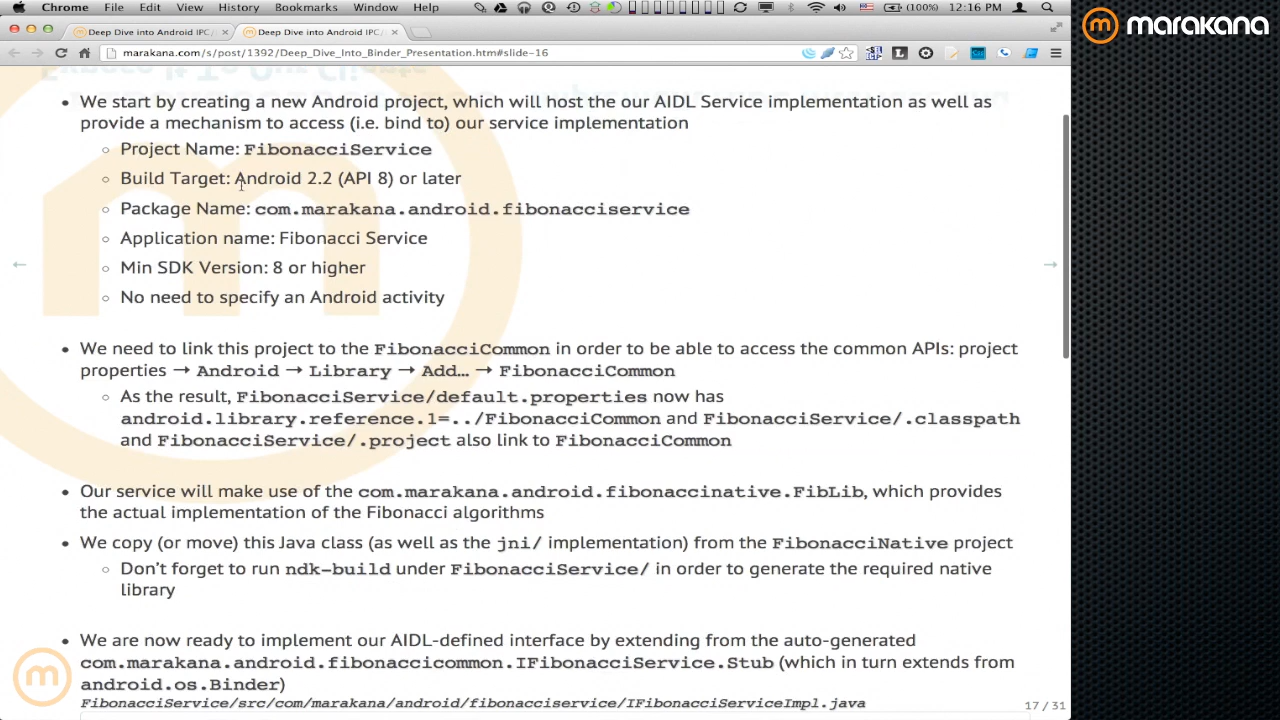 Chrome File Edit View History Bookmarks Window Help (100%) 12:16 PM
Deep Dive into Android IPC/ Deep Dive into Android IPC/
marakana.com/s/post/1392/Deep_Dive_Into_Binder_Presentation.htm#slide-16
marakana
We start by creating a new Android project, which will host the our AIDL Service implementation as well as
provide a mechanism to access (i.e. bind to) our service implementation
Project Name: FibonacciService
Build Target: Android 2.2 (API 8) or later
Package Name: com.marakana.android.fibonacciservice
Application name: Fibonacci Service
Min SDK Version: 8 or higher
No need to specify an Android activity
We need to link this project to the FibonacciCommon in order to be able to access the common APIs: project
properties → Android → Library → Add… → FibonacciCommon
As the result, FibonacciService/default.properties now has
android.library.reference.1=../FibonacciCommon and FibonacciService/.classpath
and FibonacciService/.project also link to FibonacciCommon
Our service will make use of the com.marakana.android.fibonaccinative.FibLib, which provides
the actual implementation of the Fibonacci algorithms
We copy (or move) this Java class (as well as the jni/ implementation) from the FibonacciNative project
Don't forget to run ndk-build under FibonacciService/ in order to generate the required native
library
We are now ready to implement our AIDL-defined interface by extending from the auto-generated
com.marakana.android.fibonaccicommon.IFibonacciService.Stub (which in turn extends from
android.os.Binder)
FibonacciService/src/com/marakana/android/fibonacciservice/IFibonacciServiceImpl.java
17 / 31